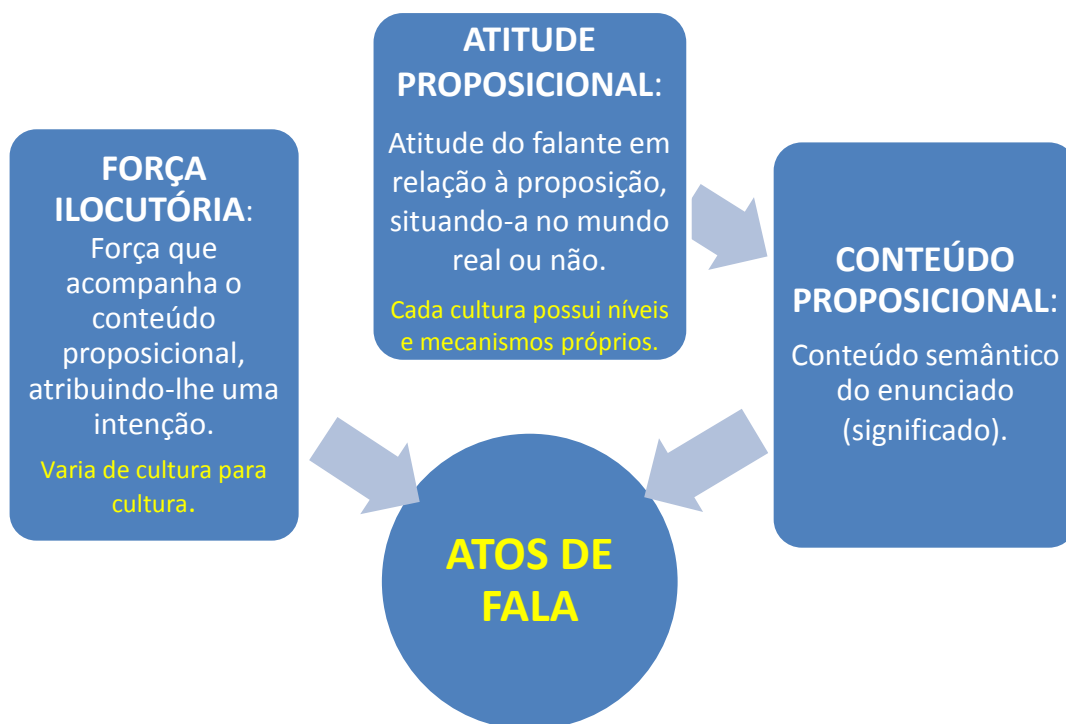 FORÇA
ILOCUTÓRIA:
Força que
acompanha o
conteúdo
proposicional,
atribuindo-lhe uma
intenção.
Varia de cultura para
cultura.
ATITUDE
PROPOSICIONAL:
Atitude do falante em
relação à proposição,
situando-a no mundo
real ou não.
Cada cultura possui níveis
e mecanismos próprios.
CONTEÚDO
PROPOSICIONAL:
Conteúdo semântico
do enunciado
(significado).
ATOS DE
FALA